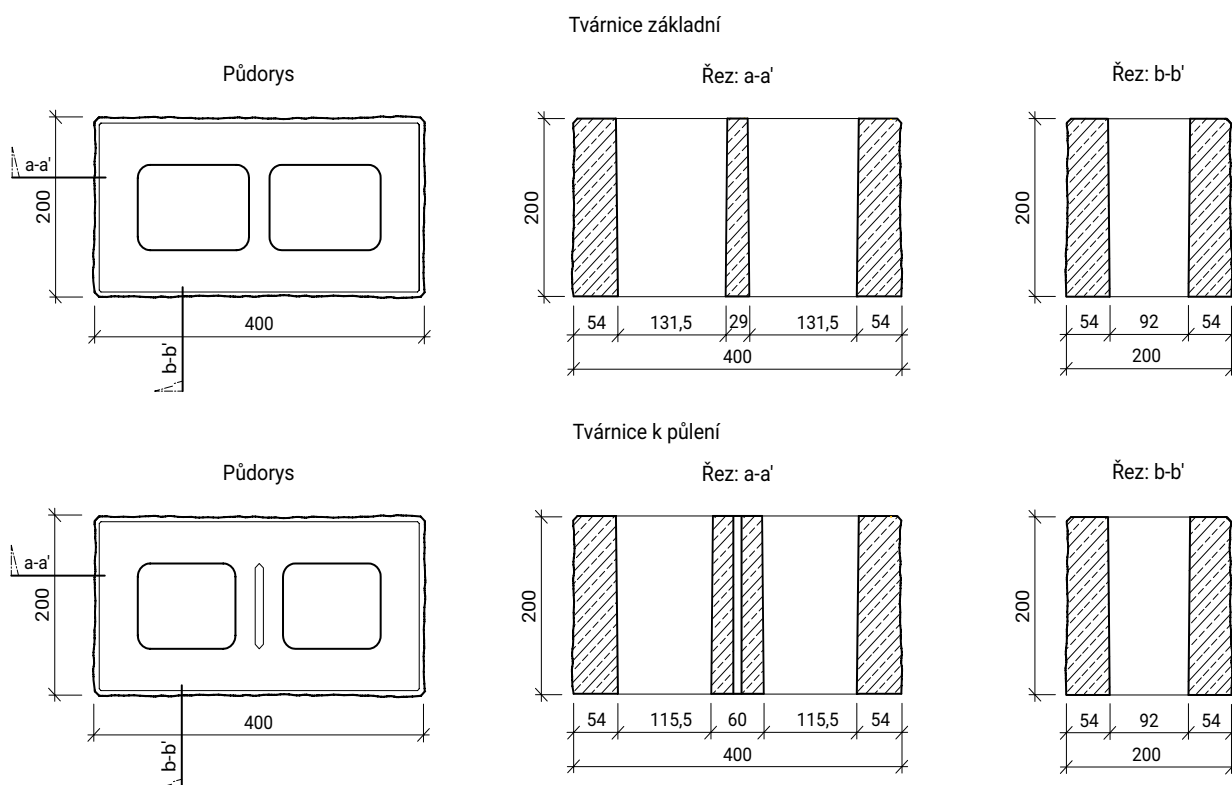 Tvárnice základní
Půdorys
Řez: a-a'
Řez: b-b'
a-a'
200
400
b-b'
200
54 131,5 29 131,5 54
400
200
54 92 54
200
Tvárnice k půlení
Půdorys
Řez: a-a'
Řez: b-b'
a-a'
200
400
b-b'
200
54 115,5 60 115,5 54
400
200
54 92 54
200